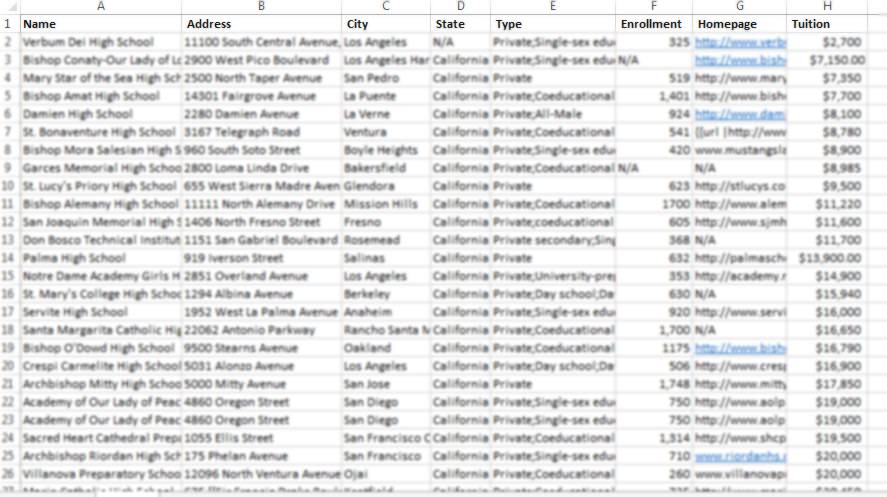 A B C D E F G H
1 Name Address City State Type Enrollment Homepage Tuition
2 Verbum Dei High School 11100 South Central Avenue, Los Angeles N/A Private;Single-sex edu 325 http://www.verb $2,700
3 Bishop Conaty-Our Lady of Lo 2900 West Pico Boulevard Los Angeles Har California Private;Single-sex edu N/A http://www.bish $7,150.00
4 Mary Star of the Sea High Sch 2500 North Taper Avenue San Pedro California Private 519 http://www.mary $7,350
5 Bishop Amat High School 14301 Fairgrove Avenue La Puente California Private;Coeducational 1,401 http://www.bish $7,700
6 Damien High School 2280 Damien Avenue La Verne California Private;All-Male 924 http://www.dam $8,100
7 St. Bonaventure High School 3167 Telegraph Road Ventura California Private;Coeducational 541 {{url |http://www $8,780
8 Bishop Mora Salesian High S 960 South Soto Street Boyle Heights California Private;Single-sex edu 420 www.mustangsla $8,900
9 Garces Memorial High Schoo 2800 Loma Linda Drive Bakersfield California Private;Coeducational N/A N/A $8,985
10 St. Lucy's Priory High School 655 West Sierra Madre Aven Glendora California Private 623 http://stlucys.co $9,500
11 Bishop Alemany High School 11111 North Alemany Drive Mission Hills California Private;Coeducational 1700 http://www.alem $11,220
12 San Joaquin Memorial High S 1406 North Fresno Street Fresno California Private;coeducational 605 http://www.sjmh $11,600
13 Don Bosco Technical Institut 1151 San Gabriel Boulevard Rosemead California Private secondary;Sing 368 N/A $11,700
14 Palma High School 919 Iverson Street Salinas California Private 632 http://palmasch $13,900.00
15 Notre Dame Academy Girls H 2851 Overland Avenue Los Angeles California Private;University-prep 353 http://academy.n $14,900
16 St. Mary's College High Schoo 1294 Albina Avenue Berkeley California Private;Day school;Da 630 N/A $15,940
17 Servite High School 1952 West La Palma Avenue Anaheim California Private;Single-sex edu 920 http://www.servi $16,000
18 Santa Margarita Catholic Hig 22062 Antonio Parkway Rancho Santa M California Private;Coeducational 1,700 N/A $16,650
19 Bishop O'Dowd High School 9500 Stearns Avenue Oakland California Private;Coeducational 1175 http://www.bish $16,790
20 Crespi Carmelite High School 5031 Alonzo Avenue Los Angeles California Private;Day school;Da 506 http://www.cresp $16,900
21 Archbishop Mitty High Schoo 5000 Mitty Avenue San Jose California Private 1,748 http://www.mitty $17,850
22 Academy of Our Lady of Peac 4860 Oregon Street San Diego California Private;Single-sex edu 750 http://www.aolp $19,000
23 Academy of Our Lady of Peac 4860 Oregon Street San Diego California Private;Single-sex edu 750 http://www.aolp $19,000
24 Sacred Heart Cathedral Prepa 1055 Ellis Street San Francisco C California Private;Coeducational 1,314 http://www.shcp $19,500
25 Archbishop Riordan High Sch 175 Phelan Avenue San Francisco California Private;Single-sex edu 710 www.riordanhs.c $20,000
26 Villanova Preparatory Schoo 12096 North Ventura Avenue Ojai California Private;Coeducational 260 www.villanovap $20,000